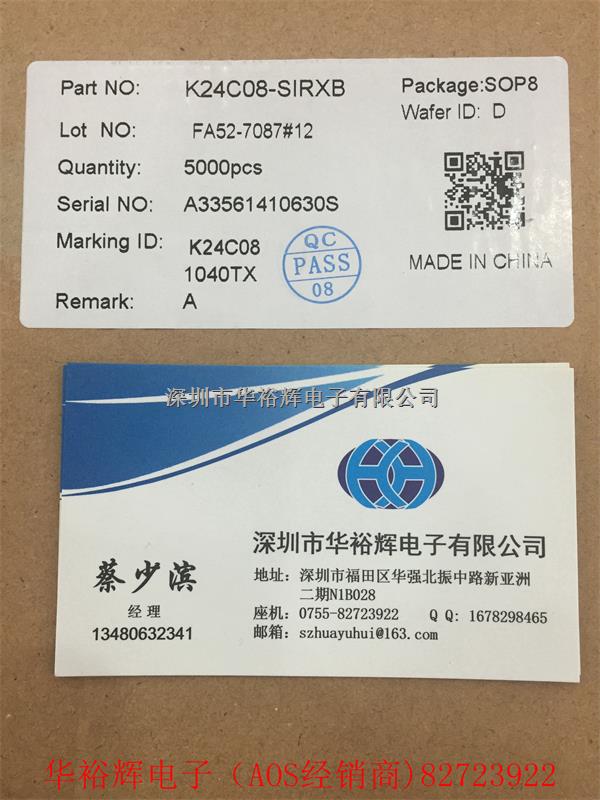 Part NO: K24C08-SIRXB Package:SOP8
Wafer ID: D
Lot NO: FA52-7087#12
Quantity: 5000pcs
Serial NO: A33561410630S
Marking ID: K24C08
1040TX
QC
PASS
08
MADE IN CHINA
Remark: A
深圳市华裕辉电子有限公司
深圳市华裕辉电子有限公司
蔡少滨
经理
13480632341
地址：深圳市福田区华强北振中路新亚洲
二期N1B028
座机：0755-82723922 Q Q: 1678298465
邮箱：szhuayuhui@163.com
华裕辉电子（AOS经销商)82723922